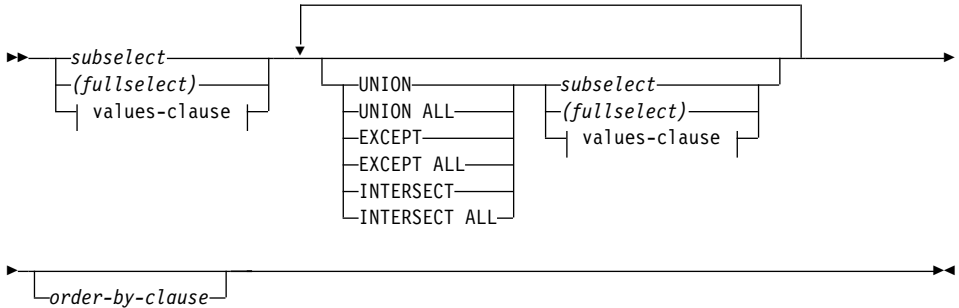 subselect
(fullselect)
values-clause
UNION
UNION ALL
EXCEPT
EXCEPT ALL
INTERSECT
INTERSECT ALL
subselect
(fullselect)
values-clause
order-by-clause